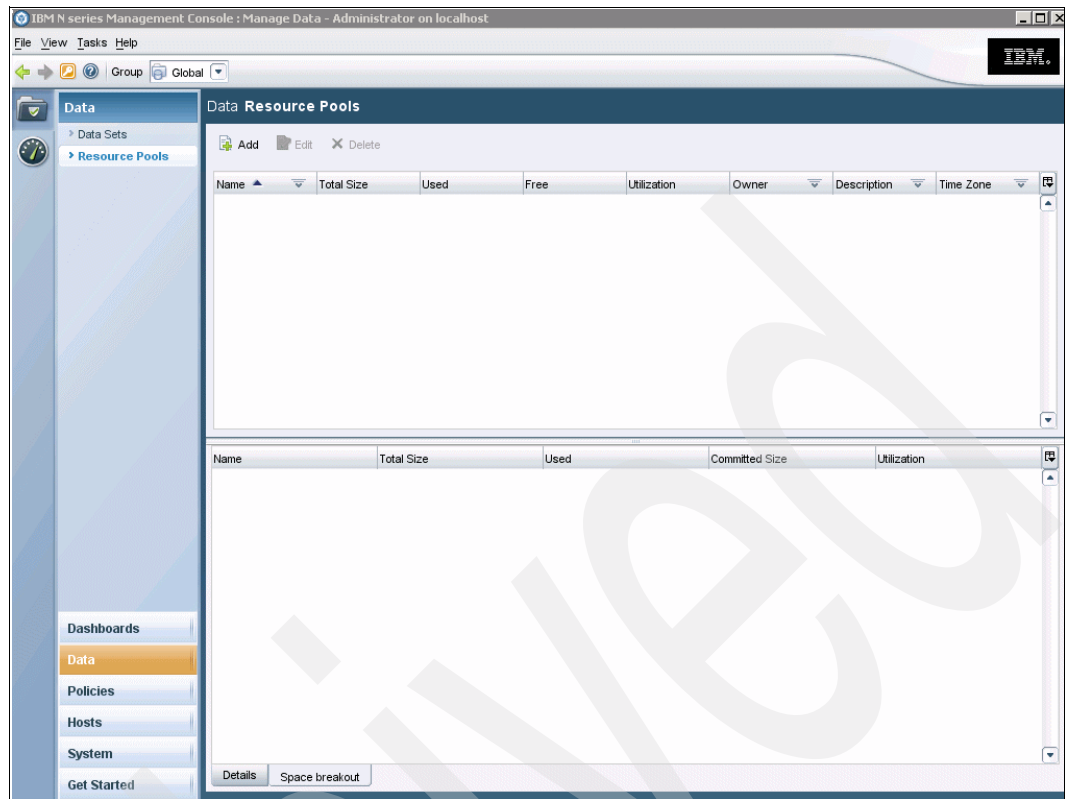 IBM N series Management Console : Manage Data - Administrator on localhost
File View Tasks Help
IBM.
Group Global
Data
Data Resource Pools
> Data Sets
> Resource Pools
Add Edit Delete
Name Total Size Used Free Utilization Owner Description Time Zone
Name Total Size Used Committed Size Utilization
Dashboards
Data
Policies
Hosts
System
Get Started
Details Space breakout